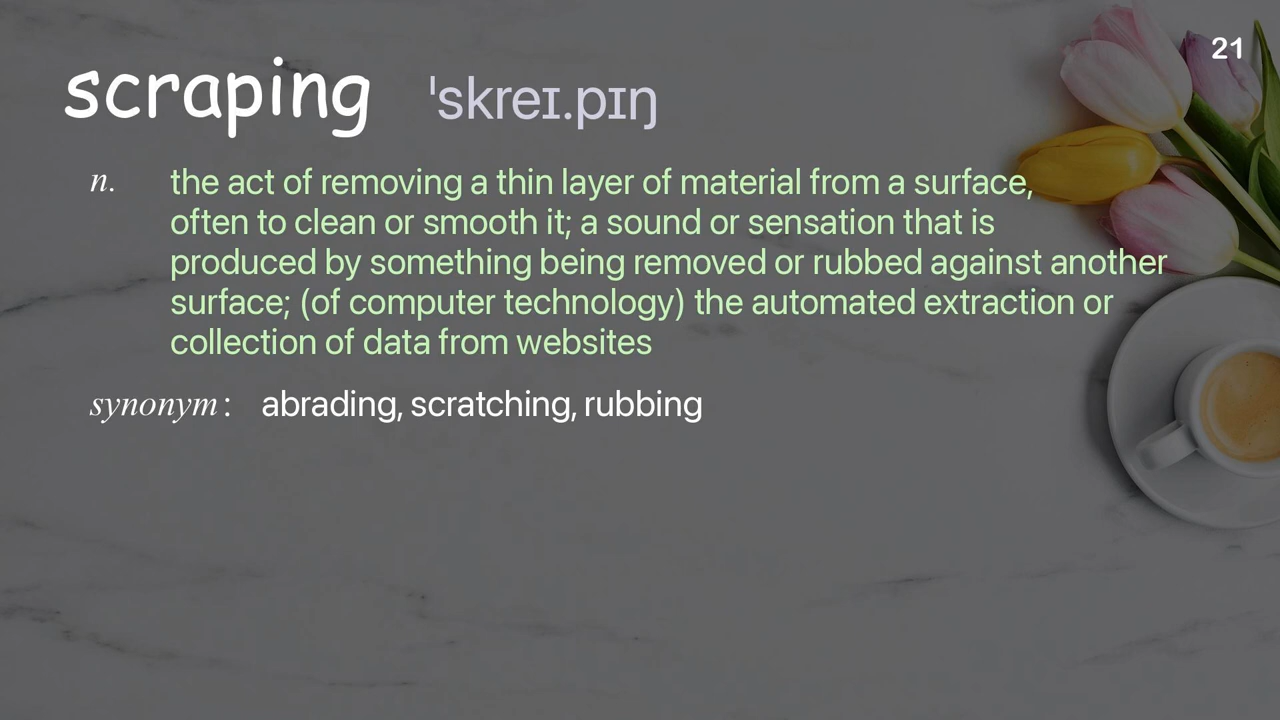 21
scraping ˈskreɪ.pɪŋ
n. the act of removing a thin layer of material from a surface,
often to clean or smooth it; a sound or sensation that is
produced by something being removed or rubbed against another
surface; (of computer technology) the automated extraction or
collection of data from websites
synonym : abrading, scratching, rubbing